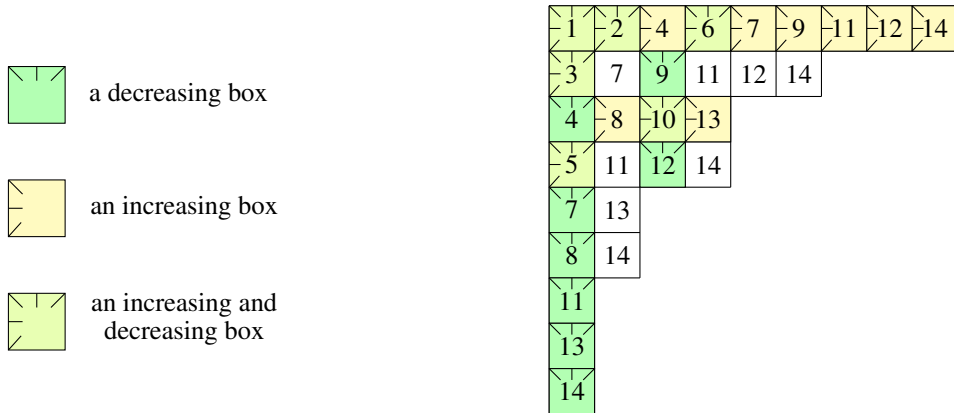 1 2 4 6 7 9 11 12 14
3 7 9 11 12 14
a decreasing box
4 8 10 13
5 11 12 14
an increasing box
7 13
8 14
11
an increasing and
decreasing box
13
14